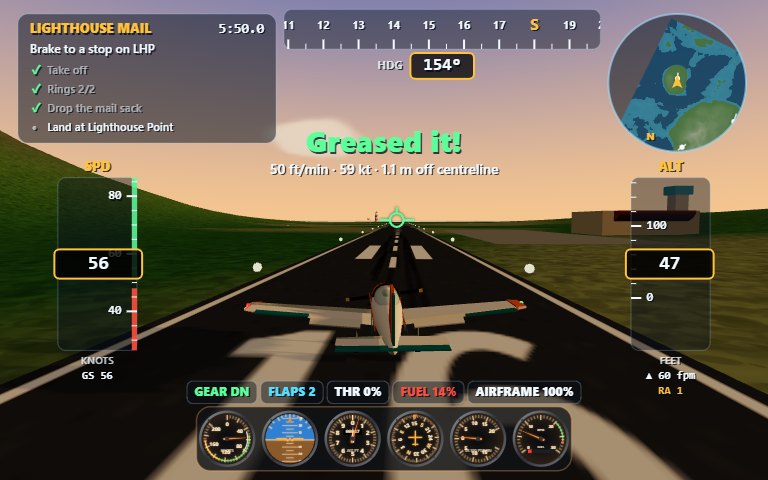 LIGHTHOUSE MAIL 5:50.0
Brake to a stop on LHP
Take off
Rings 2/2
Drop the mail sack
Land at Lighthouse Point
11 12 13 14 15 16 17 S 19
HDG 154°
N
Greased it!
50 ft/min · 59 kt · 1.1 m off centreline
SPD
80
60
56
40
KNOTS
GS 56
ALT
100
47
0
FEET
▲ 60 fpm
RA 1
GEAR DN FLAPS 2 THR 0% FUEL 14% AIRFRAME 100%